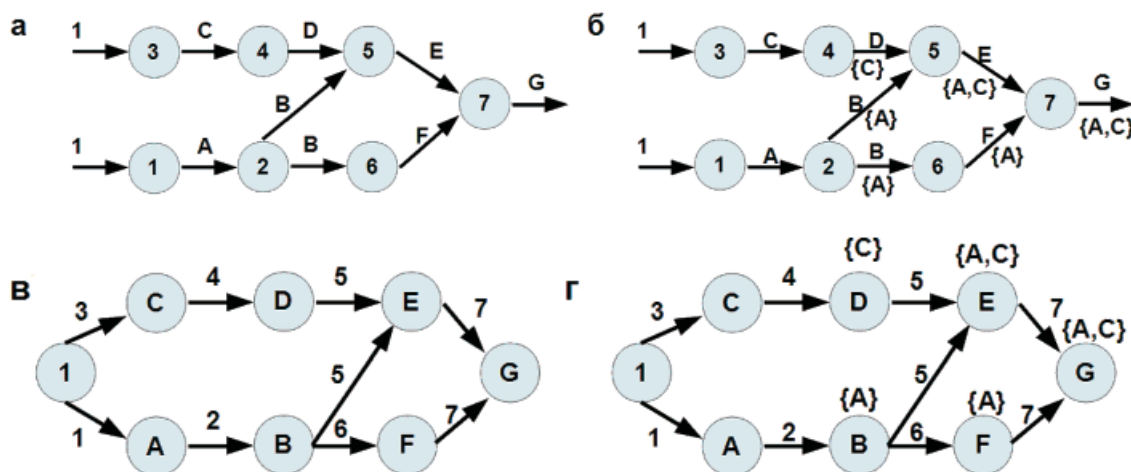 а
1 3 C 4 D 5 E 7 G
B
1 1 A 2 B 6 F
б
1 3 C 4 D {C} 5 E {A,C} 7 G {A,C}
B {A}
1 1 A 2 B {A} 6 F {A}
в
1 3 C 4 D 5 E 7 G
5
1 A 2 B 6 F 7
г
1 3 C 4 D {C} 5 E {A,C} 7 G {A,C}
5
1 A 2 B {A} 6 F {A} 7